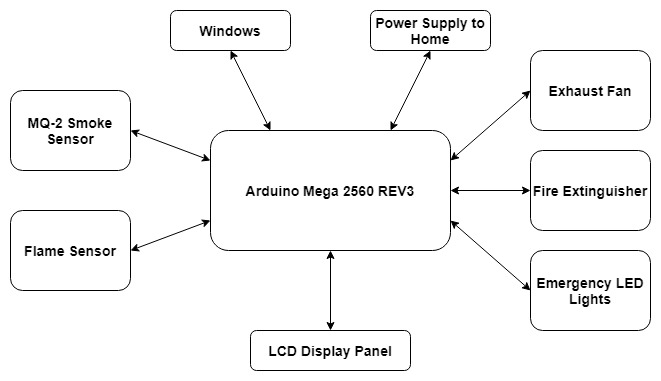 Windows
Power Supply to
Home
Exhaust Fan
MQ-2 Smoke
Sensor
Arduino Mega 2560 REV3
Fire Extinguisher
Flame Sensor
Emergency LED
Lights
LCD Display Panel